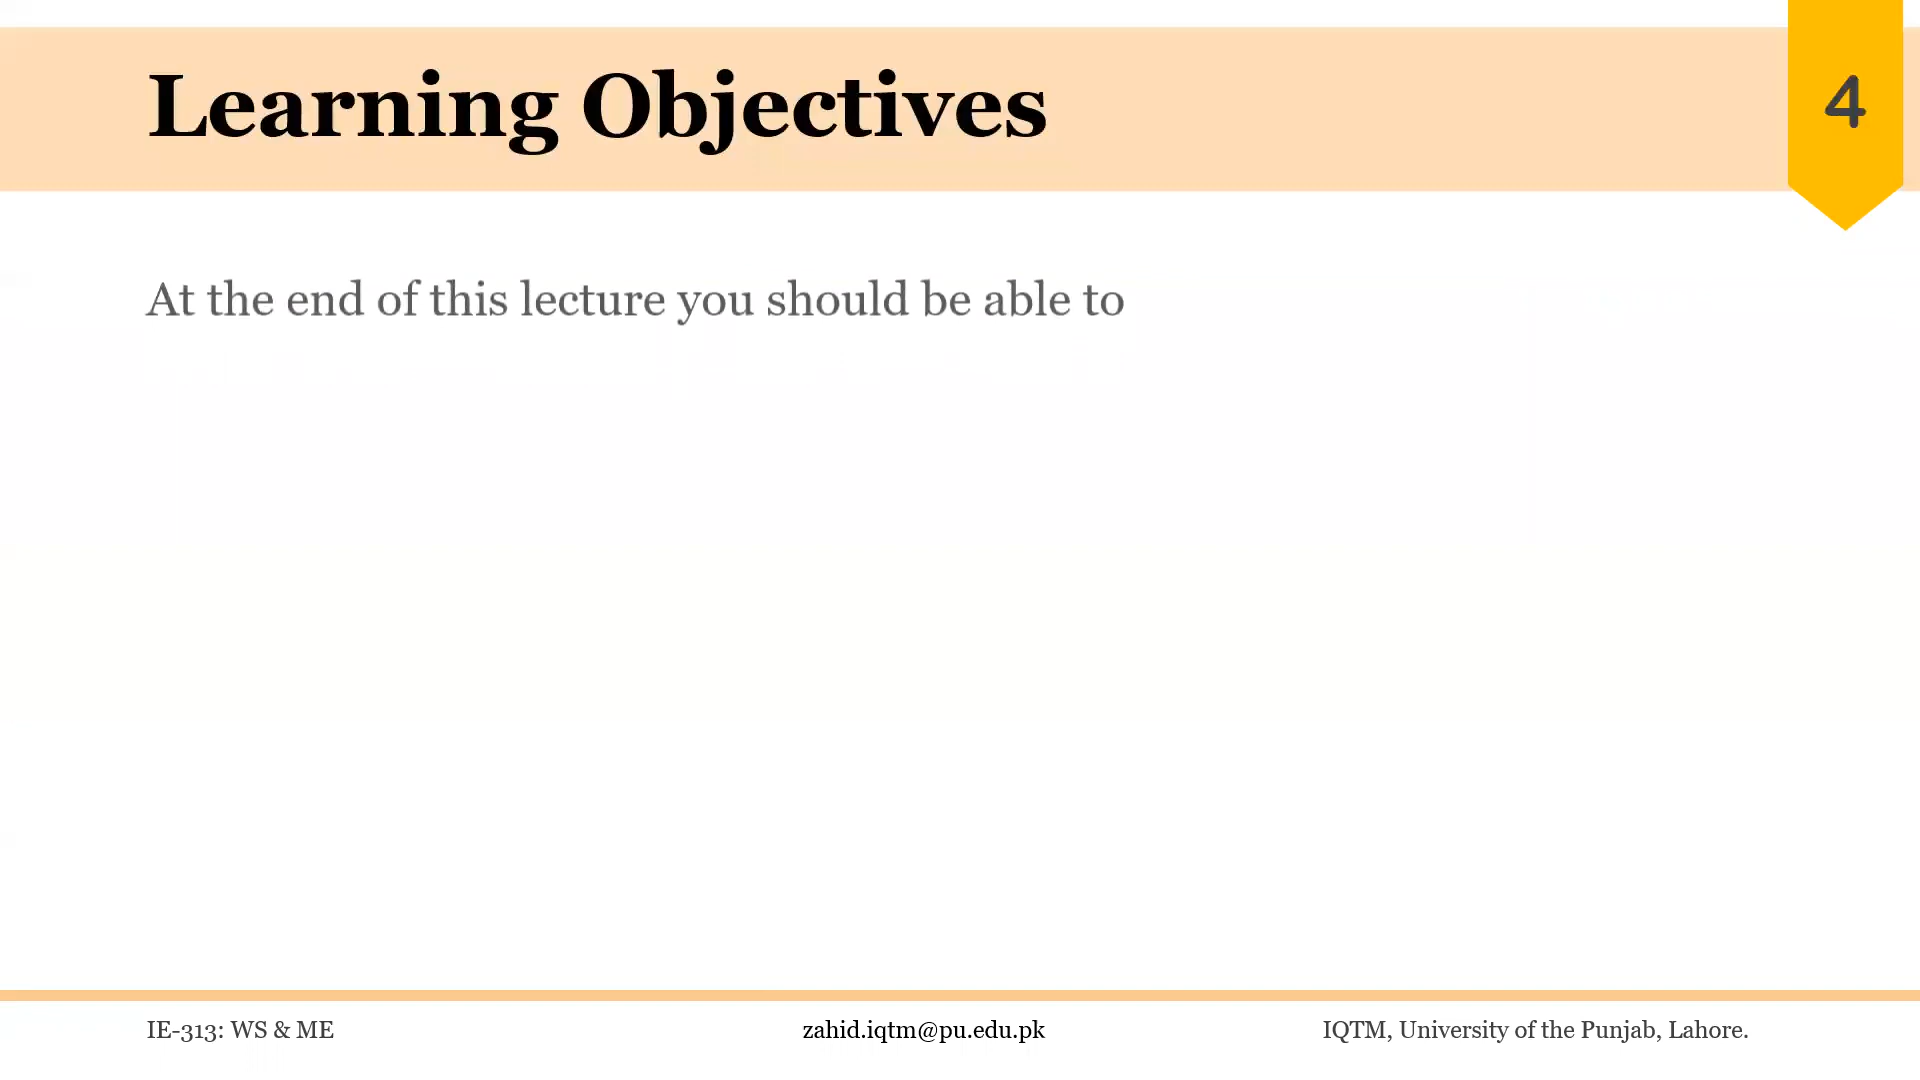 Learning Objectives
4
At the end of this lecture you should be able to
IE-313: WS & ME
zahid.iqtm@pu.edu.pk
IQTM, University of the Punjab, Lahore.